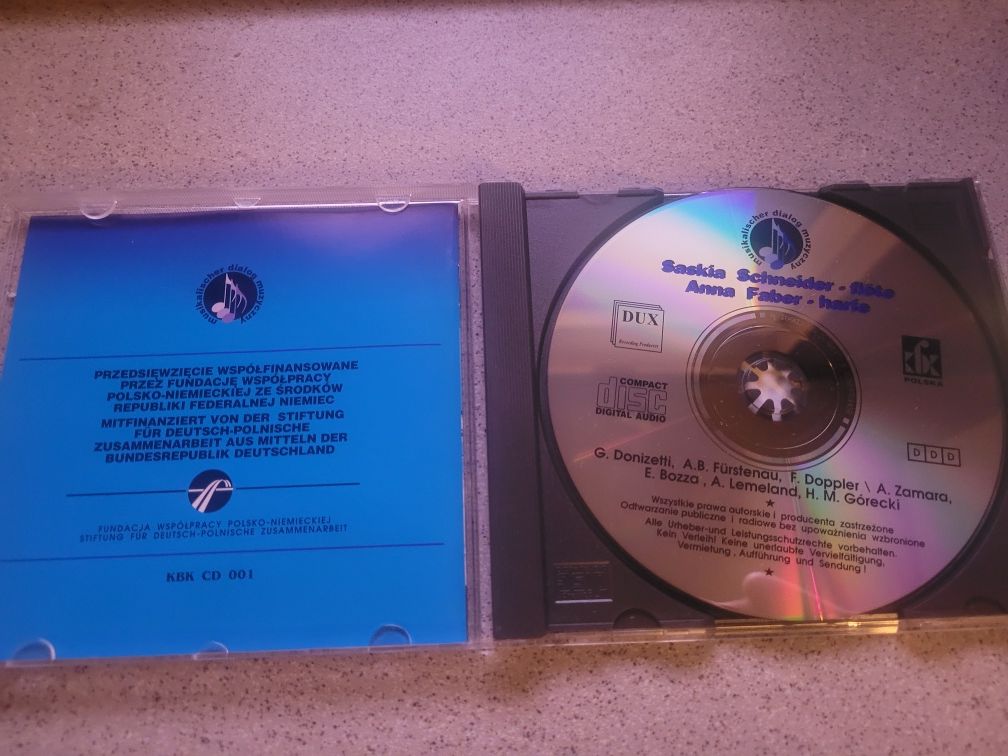 musikalischer dialog muzyczny
PRZEDSIĘWZIĘCIE WSPÓŁFINANSOWANE
PRZEZ FUNDACJĘ WSPÓŁPRACY
POLSKO-NIEMIECKIEJ ZE ŚRODKÓW
REPUBLIKI FEDERALNEJ NIEMIEC
MITFINANZIERT VON DER STIFTUNG
FÜR DEUTSCH-POLNISCHE
ZUSAMMENARBEIT AUS MITTELN DER
BUNDESREPUBLIK DEUTSCHLAND
FUNDACJA WSPÓŁPRACY POLSKO-NIEMIECKIEJ
STIFTUNG FÜR DEUTSCH-POLNISCHE ZUSAMMENARBEIT
KBK CD 001
musikalischer dialog muzyczny
Saskia Schneider - flöte
Anna Faber - harfe
DUX
Recording Producers
POLSKA
COMPACT
disc
DIGITAL AUDIO
DDD
G. Donizetti, A.B. Fürstenau, F. Doppler \ A. Zamara,
E. Bozza , A. Lemeland, H. M. Górecki
Wszystkie prawa autorskie i producenta zastrzeżone
Odtwarzanie publiczne i radiowe bez upoważnienia wzbronione
Alle Urheber-und Leistungsschutzrechte vorbehalten.
Kein Verleih! Keine unerlaubte Vervielfältigung,
Vermietung , Aufführung und Sendung !